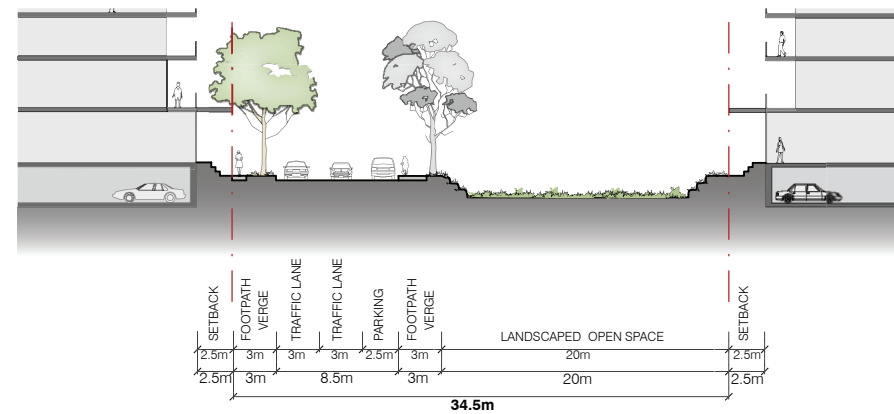 SETBACK
FOOTPATH
VERGE
TRAFFIC LANE
TRAFFIC LANE
PARKING
FOOTPATH
VERGE
LANDSCAPED OPEN SPACE
SETBACK
2.5m 3m 3m 3m 2.5m 3m 20m 2.5m
2.5m 3m 8.5m 3m 20m 2.5m
34.5m